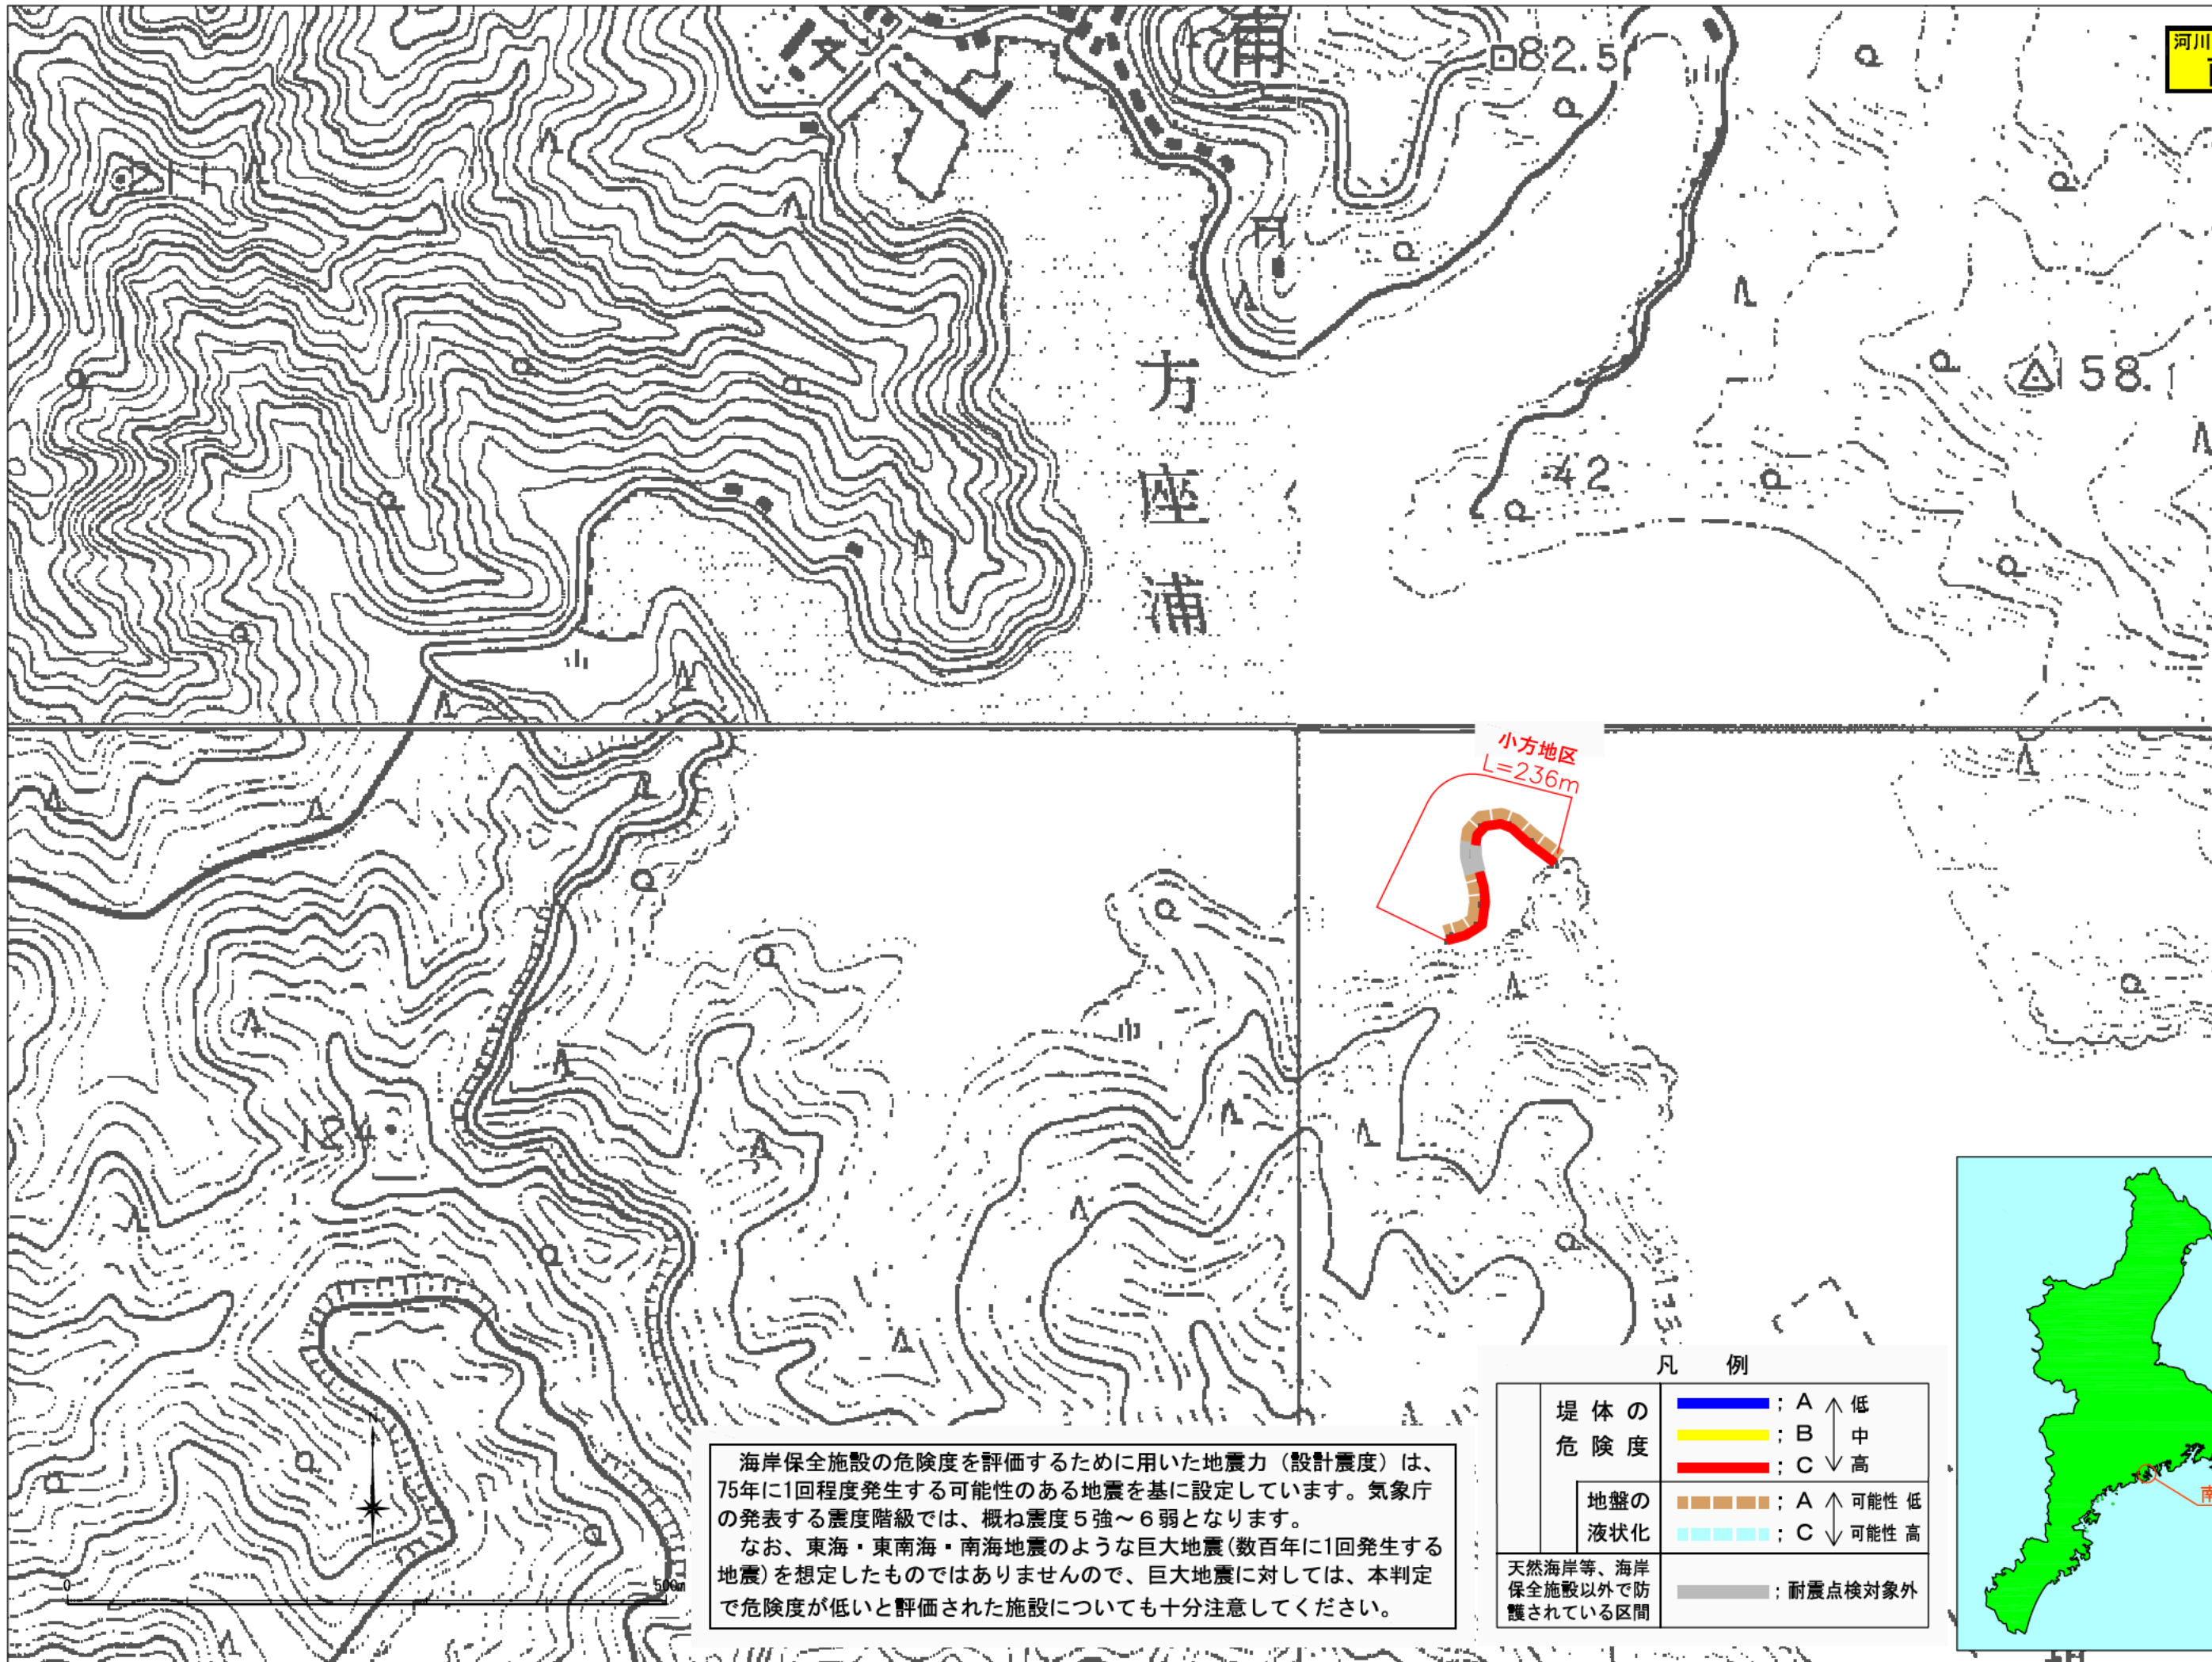 浦
82.5
河川
文
158.1
42
方
座
浦
小方地区
L=236m
124
N
0
500m
海岸保全施設の危険度を評価するために用いた地震力（設計震度）は、
75年に1回程度発生する可能性のある地震を基に設定しています。気象庁
の発表する震度階級では、概ね震度５強～６弱となります。
なお、東海・東南海・南海地震のような巨大地震(数百年に1回発生する
地震)を想定したものではありませんので、巨大地震に対しては、本判定
で危険度が低いと評価された施設についても十分注意してください。
凡 例
堤体の
危険度
; A 低
; B 中
; C 高
地盤の
液状化
; A 可能性 低
; C 可能性 高
天然海岸等、海岸
保全施設以外で防
護されている区間
; 耐震点検対象外
南